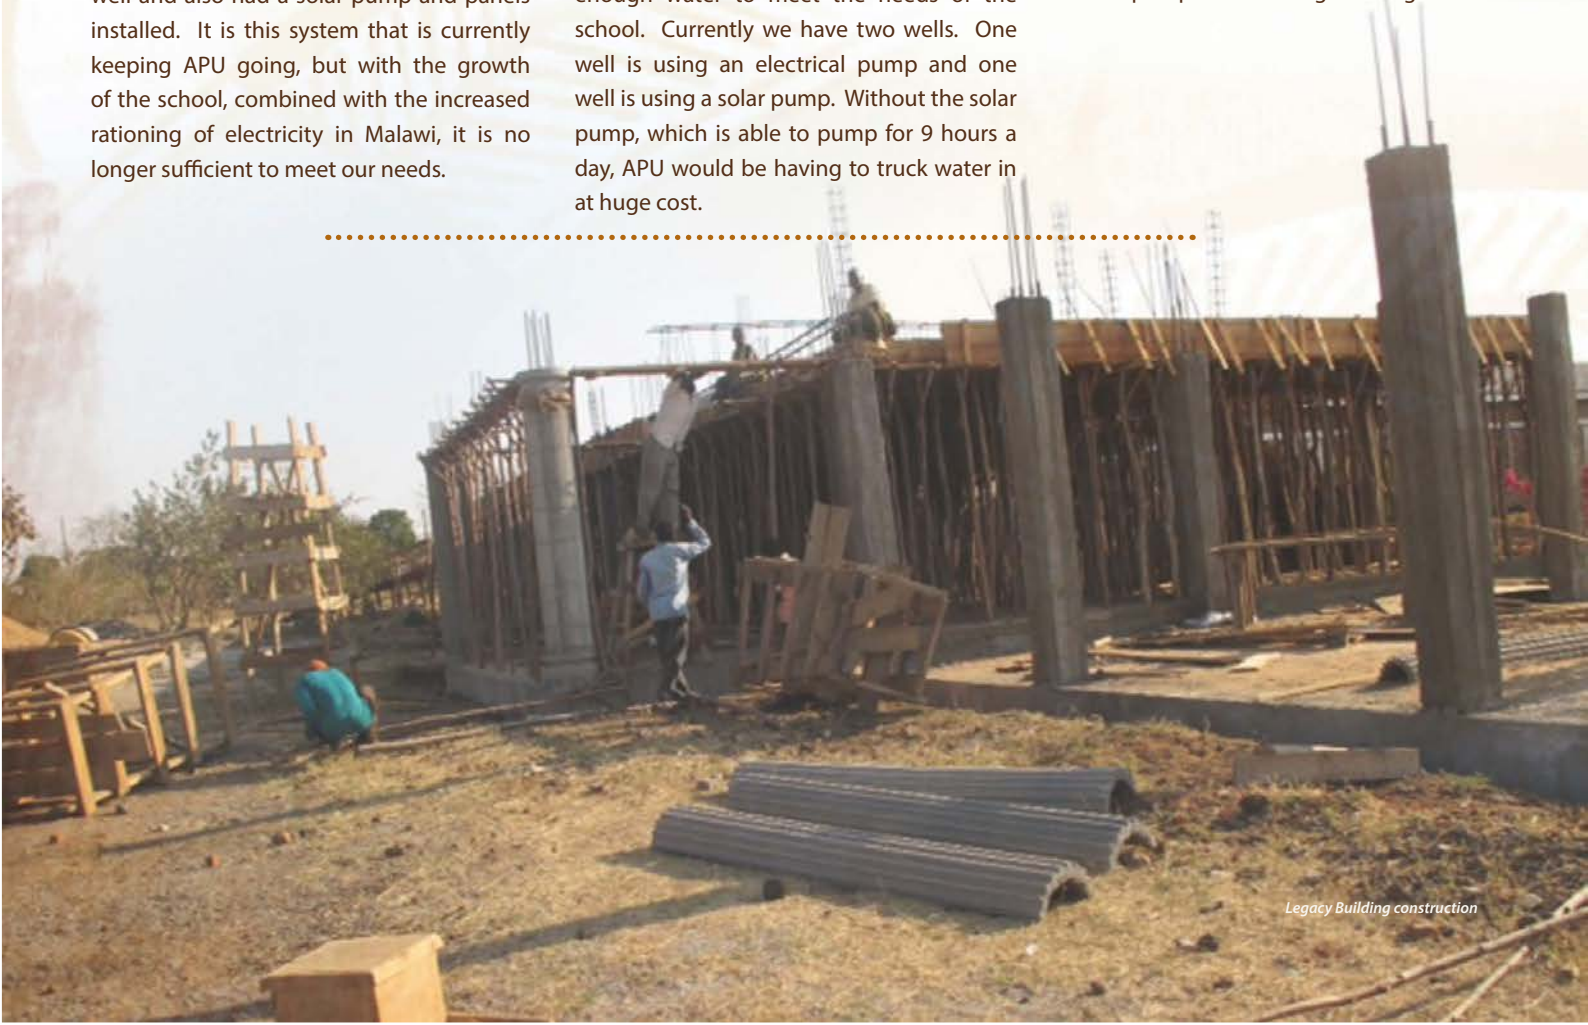 installed. It is this system that is currently
keeping APU going, but with the growth
of the school, combined with the increased
rationing of electricity in Malawi, it is no
longer sufficient to meet our needs.
school. Currently we have two wells. One
well is using an electrical pump and one
well is using a solar pump. Without the solar
pump, which is able to pump for 9 hours a
day, APU would be having to truck water in
at huge cost.
Legacy Building construction